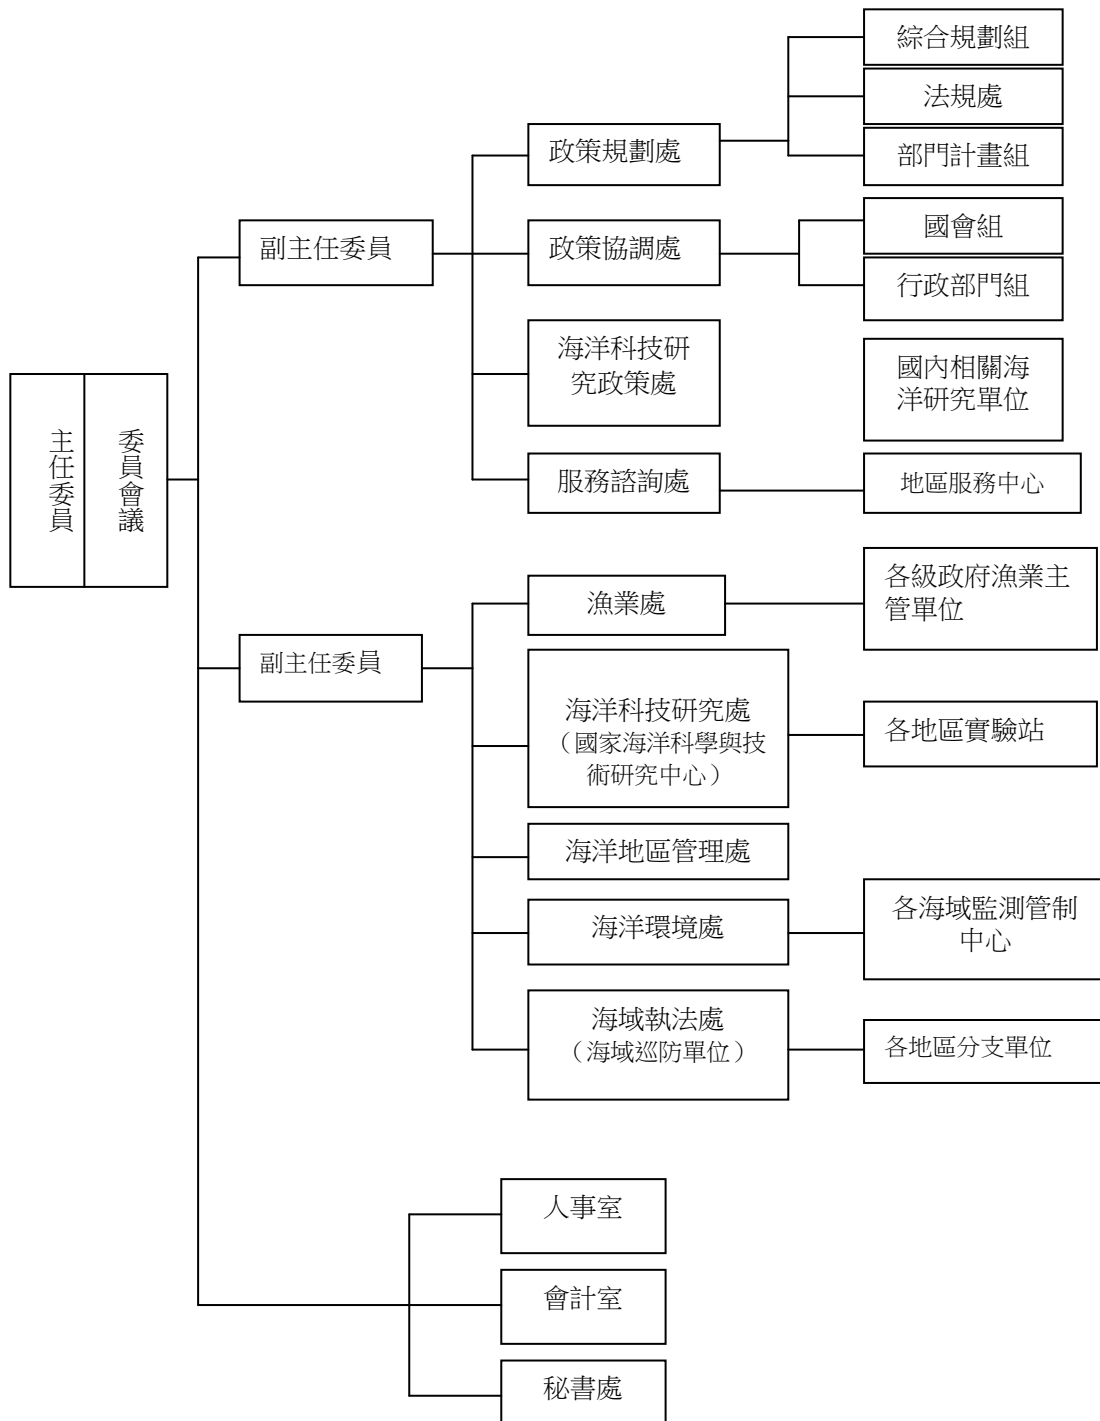 主任委員
委員會議
副主任委員
政策規劃處
綜合規劃組
法規處
部門計畫組
政策協調處
國會組
行政部門組
海洋科技研
究政策處
國內相關海
洋研究單位
服務諮詢處
地區服務中心
副主任委員
漁業處
各級政府漁業主
管單位
海洋科技研究處
（國家海洋科學與技
術研究中心）
各地區實驗站
海洋地區管理處
海洋環境處
各海域監測管制
中心
海域執法處
（海域巡防單位）
各地區分支單位
人事室
會計室
秘書處